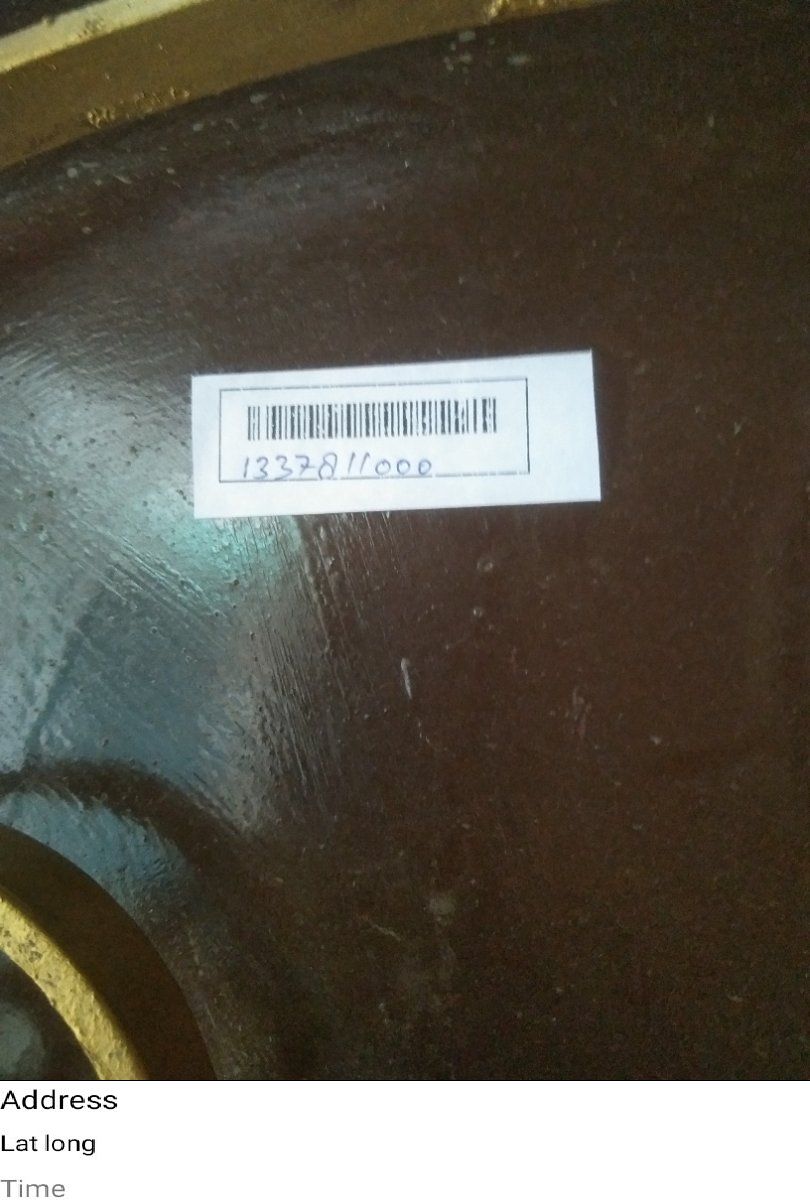 1337811000
Address
Lat long
Time